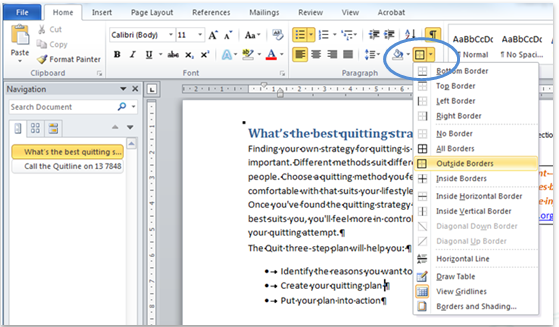 File Home Insert Page Layout References Mailings Review View Acrobat
Cut
Copy
Paste
Format Painter
Clipboard
Calibri (Body) 11
Font
Paragraph
AaBbCcDc AaBbCcDc
¶ Normal ¶ No Spaci...
Navigation
Search Document
What's the best quitting s...
Call the Quitline on 13 7848
What's·the·best·quitting·stra
Finding·your·own·strategy·for·quitting·is·
important.·Different·methods·suit·differe
people.·Choose·a·quitting·method·you·fe
comfortable·with·that·suits·your·lifestyle
Once·you've·found·the·quitting·strategy·
best·suits·you,·you'll·feel·more·in·contro
your·quitting·attempt.¶
The·Quit·three-step·plan·will·help·you:¶
•→ Identify·the·reasons·you·want·to
•→ Create·your·quitting·plan·¶
•→ Put·your·plan·into·action¶
Bottom Border
Top Border
Left Border
Right Border
No Border
All Borders
Outside Borders
Inside Borders
Inside Horizontal Border
Inside Vertical Border
Diagonal Down Border
Diagonal Up Border
Horizontal Line
Draw Table
View Gridlines
Borders and Shading...